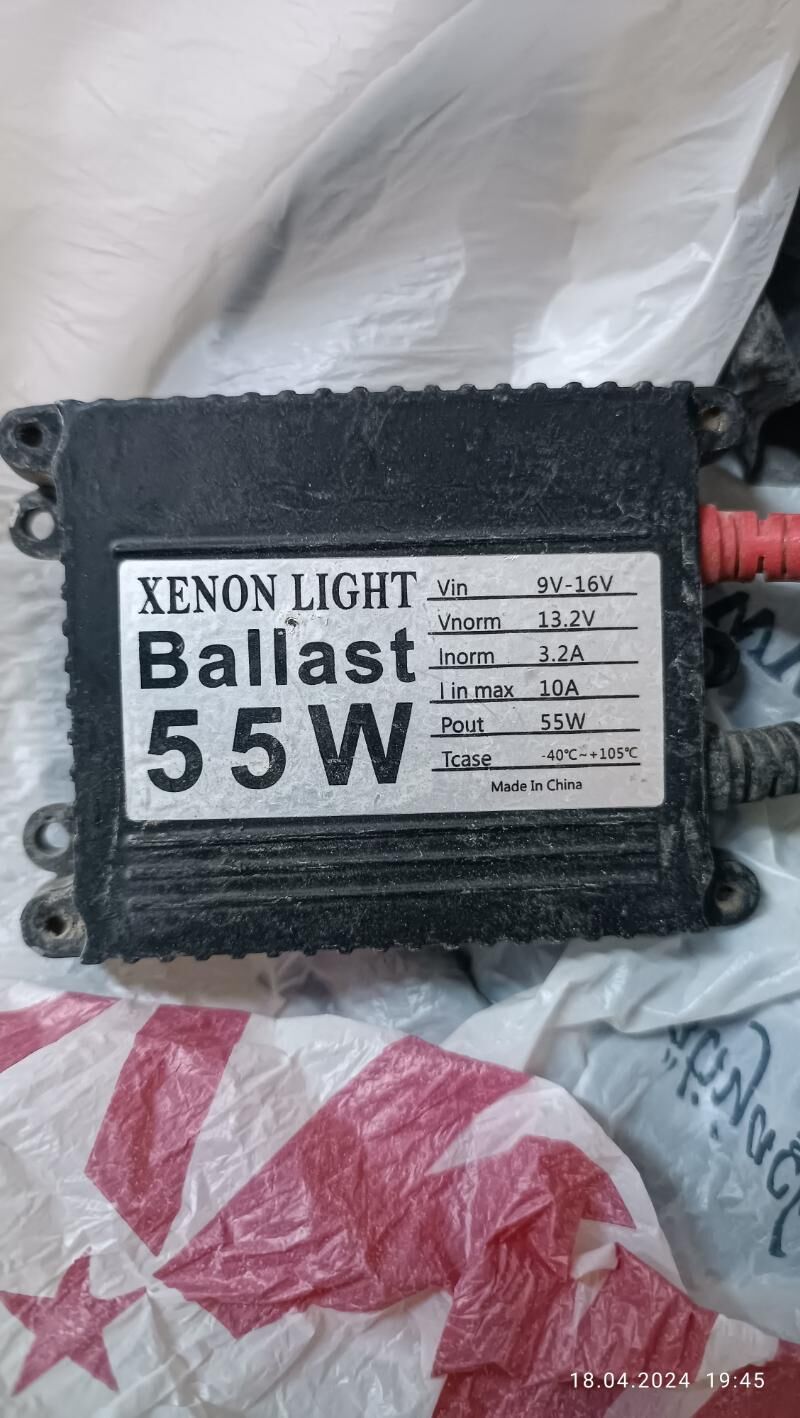 XENON LIGHT
Ballast
55W
Vin 9V-16V
Vnorm 13.2V
Inorm 3.2A
I in max 10A
Pout 55W
Tcase -40℃~+105℃
Made In China
18.04.2024 19:45